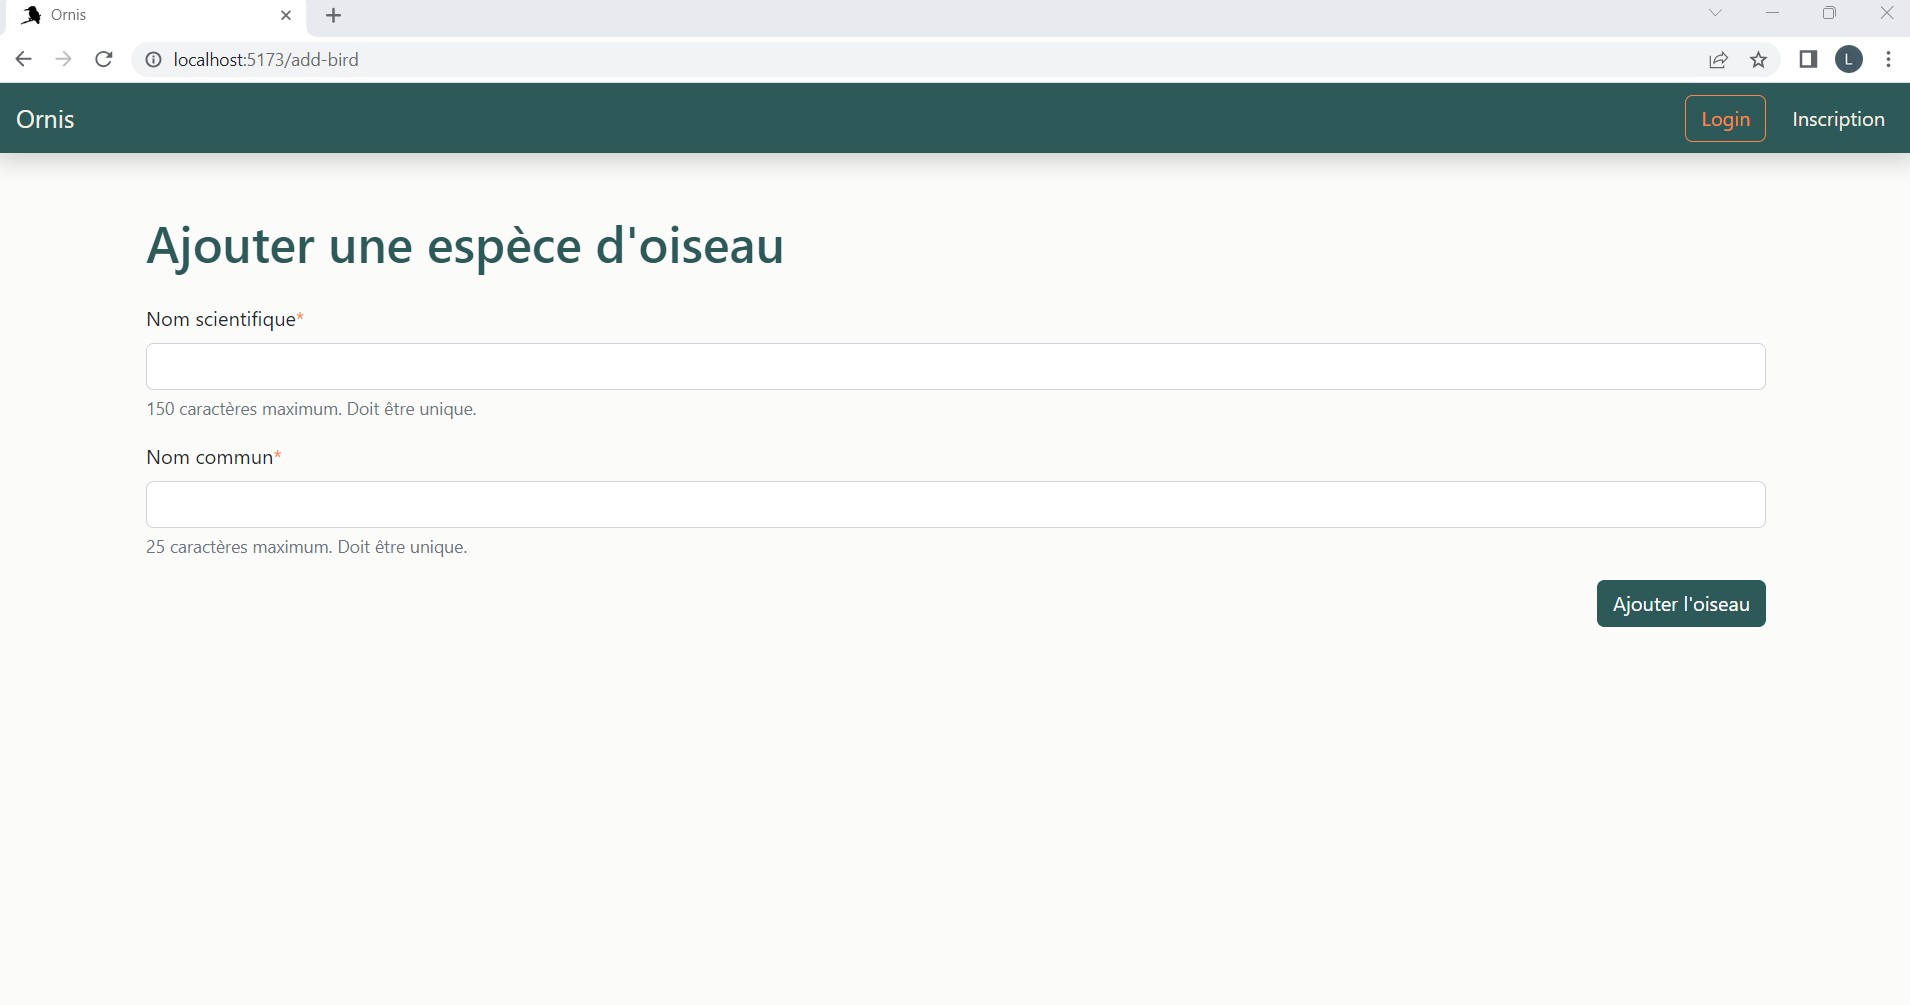 Ornis
localhost:5173/add-bird
L
Ornis
Login
Inscription
Ajouter une espèce d'oiseau
Nom scientifique*
150 caractères maximum. Doit être unique.
Nom commun*
25 caractères maximum. Doit être unique.
Ajouter l'oiseau